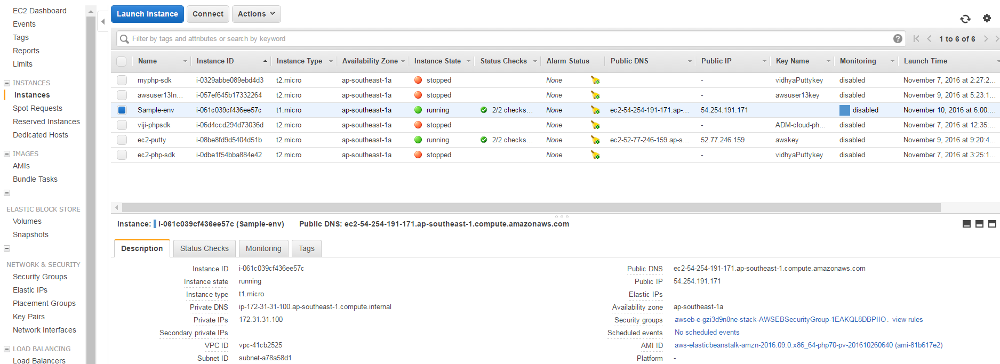 EC2 Dashboard
Events
Tags
Reports
Limits
INSTANCES
Instances
Spot Requests
Reserved Instances
Dedicated Hosts
IMAGES
AMIs
Bundle Tasks
ELASTIC BLOCK STORE
Volumes
Snapshots
NETWORK & SECURITY
Security Groups
Elastic IPs
Placement Groups
Key Pairs
Network Interfaces
LOAD BALANCING
Load Balancers
Launch Instance Connect Actions
Filter by tags and attributes or search by keyword 1 to 6 of 6
Name Instance ID Instance Type Availability Zone Instance State Status Checks Alarm Status Public DNS Public IP Key Name Monitoring Launch Time
myphp-sdk i-0329abbe089ebd4d3 t2.micro ap-southeast-1a stopped None - vidhyaPuttykey disabled November 7, 2016 at 2:27:2...
awsuser13In... i-057ef645b17332264 t2.micro ap-southeast-1a stopped None - awsuser13key disabled November 9, 2016 at 5:23:1...
Sample-env i-061c039cf436ee57c t1.micro ap-southeast-1a running 2/2 checks... None ec2-54-254-191-171.ap-... 54.254.191.171 disabled November 10, 2016 at 6:00:...
viji-phpsdk i-06d4ccd294d73036d t2.micro ap-southeast-1a stopped None - ADM-cloud-ph... disabled November 7, 2016 at 12:35:...
ec2-putty i-08be8fd9d5404d51b t2.micro ap-southeast-1a running 2/2 checks... None ec2-52-77-246-159.ap-s... 52.77.246.159 awskey disabled November 9, 2016 at 9:20:4...
ec2-php-sdk i-0dbe1f54bba884e42 t2.micro ap-southeast-1a stopped None - vidhyaPuttykey disabled November 7, 2016 at 3:25:1...
Instance: i-061c039cf436ee57c (Sample-env) Public DNS: ec2-54-254-191-171.ap-southeast-1.compute.amazonaws.com
Description Status Checks Monitoring Tags
Instance ID i-061c039cf436ee57c Public DNS ec2-54-254-191-171.ap-southeast-1.compute.amazonaws.com
Instance state running Public IP 54.254.191.171
Instance type t1.micro Elastic IPs
Private DNS ip-172-31-31-100.ap-southeast-1.compute.internal Availability zone ap-southeast-1a
Private IPs 172.31.31.100 Security groups awseb-e-gzi3d9n8ne-stack-AWSEBSecurityGroup-1EAKQL8DBPIIO. view rules
Secondary private IPs Scheduled events No scheduled events
VPC ID vpc-41cb2525 AMI ID aws-elasticbeanstalk-amzn-2016.09.0.x86_64-php70-pv-201610260640 (ami-81b617e2)
Subnet ID subnet-a78a58d1 Platform -